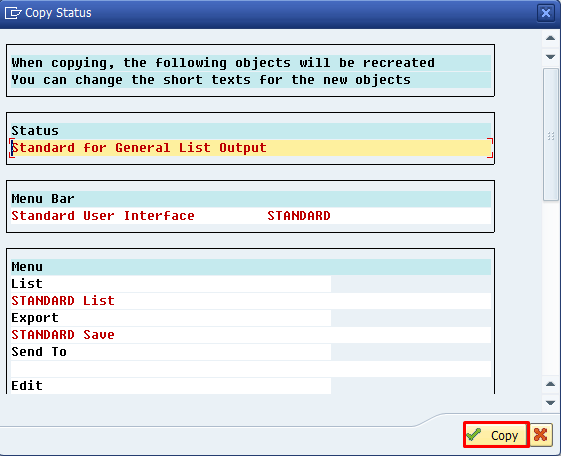 Copy Status
When copying, the following objects will be recreated
You can change the short texts for the new objects
Status
Standard for General List Output
Menu Bar
Standard User Interface STANDARD
Menu
List
STANDARD List
Export
STANDARD Save
Send To
Edit
Copy